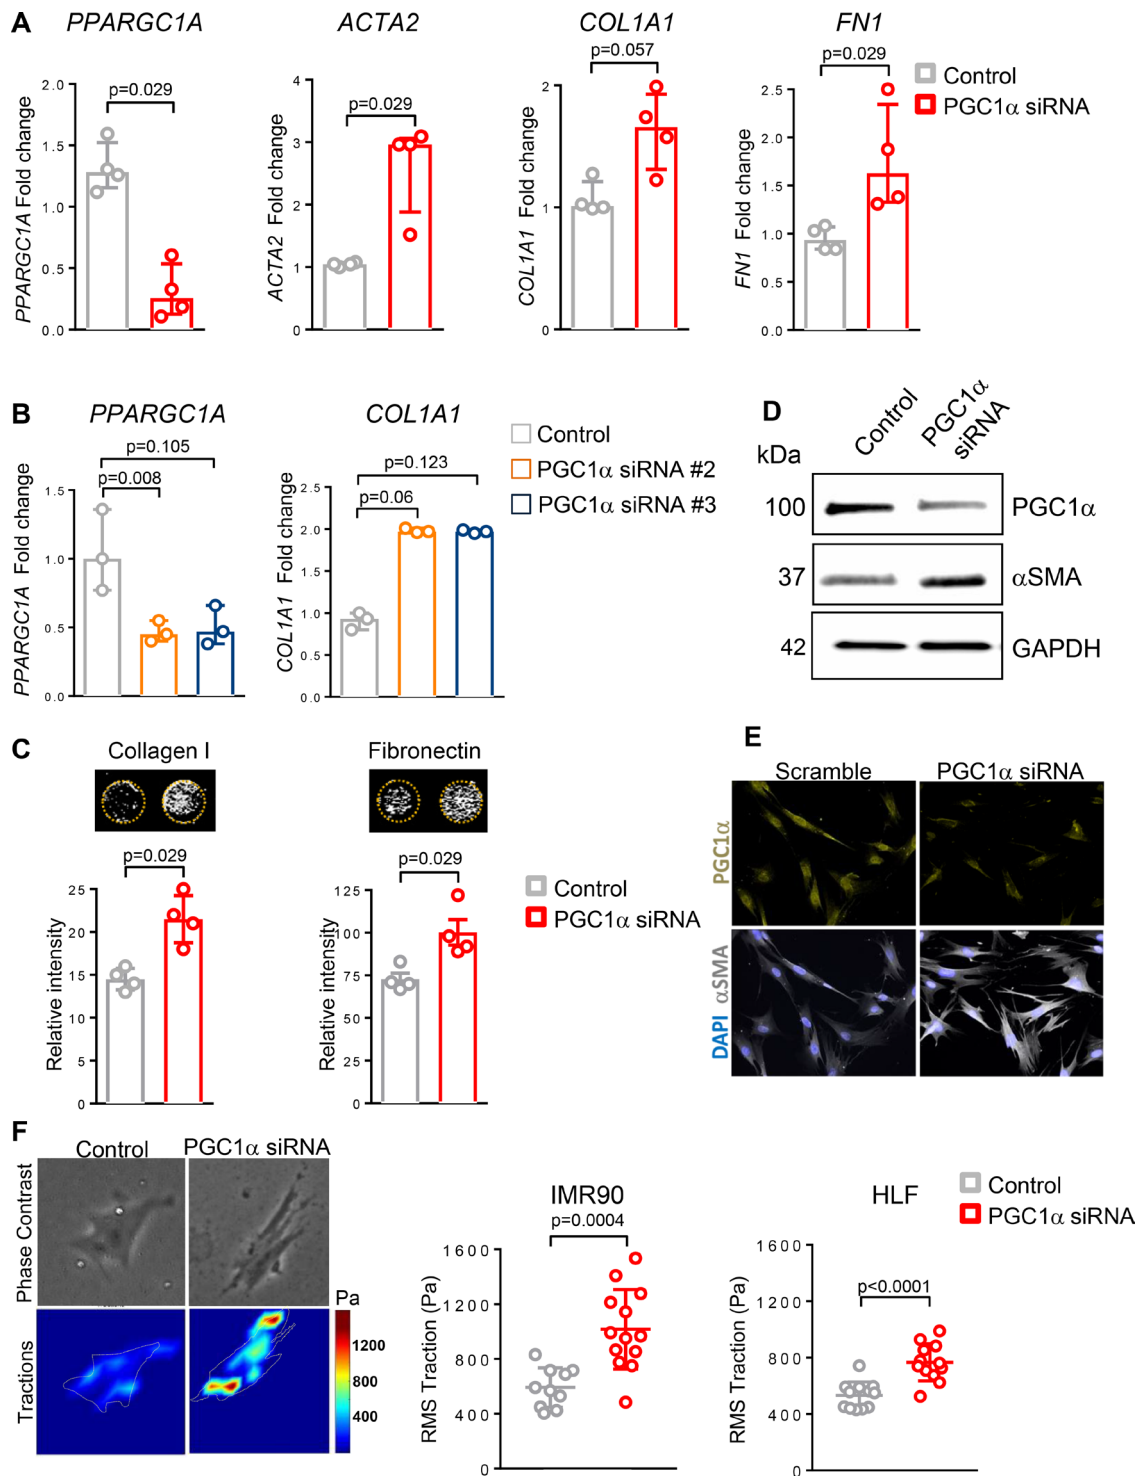 A
PPARGC1A
ACTA2
COL1A1
FN1
p=0.029
p=0.029
p=0.057
p=0.029
Control
PGC1α siRNA
PPARGC1A Fold change
2.0
1.5
1.0
0.5
0.0
ACTA2 Fold change
4
3
2
1
0
COL1A1 Fold change
2
1
0
FN1 Fold change
2.5
2.0
1.5
1.0
0.5
0.0
B
PPARGC1A
COL1A1
p=0.105
p=0.008
p=0.123
p=0.06
Control
PGC1α siRNA #2
PGC1α siRNA #3
PPARGC1A Fold change
1.5
1.0
0.5
0.0
COL1A1 Fold change
2.5
2.0
1.5
1.0
0.5
0.0
D
Control
PGC1α
siRNA
kDa
100
PGC1α
37
αSMA
42
GAPDH
C
Collagen I
Fibronectin
p=0.029
p=0.029
Control
PGC1α siRNA
Relative intensity
25
20
15
10
5
0
Relative intensity
125
100
75
50
25
0
E
Scramble
PGC1α siRNA
PGC1α
DAPI αSMA
F
Control
PGC1α siRNA
Phase Contrast
Tractions
Pa
1200
800
400
IMR90
p=0.0004
RMS Traction (Pa)
1600
1200
800
400
0
HLF
p<0.0001
RMS Traction (Pa)
1600
1200
800
400
0
Control
PGC1α siRNA